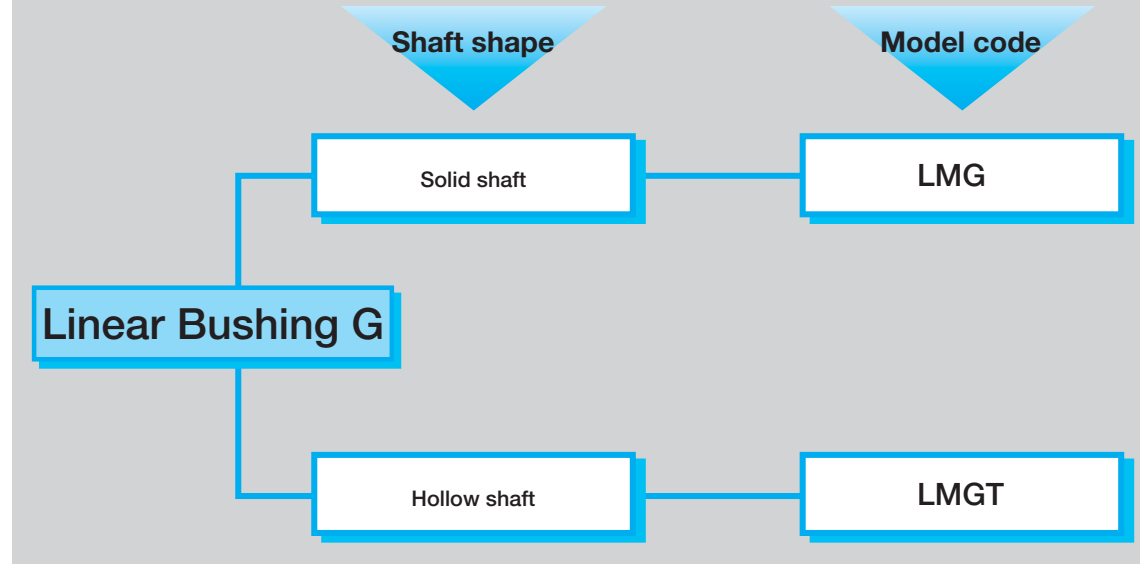 Shaft shape
Model code
Solid shaft
LMG
Linear Bushing G
Hollow shaft
LMGT